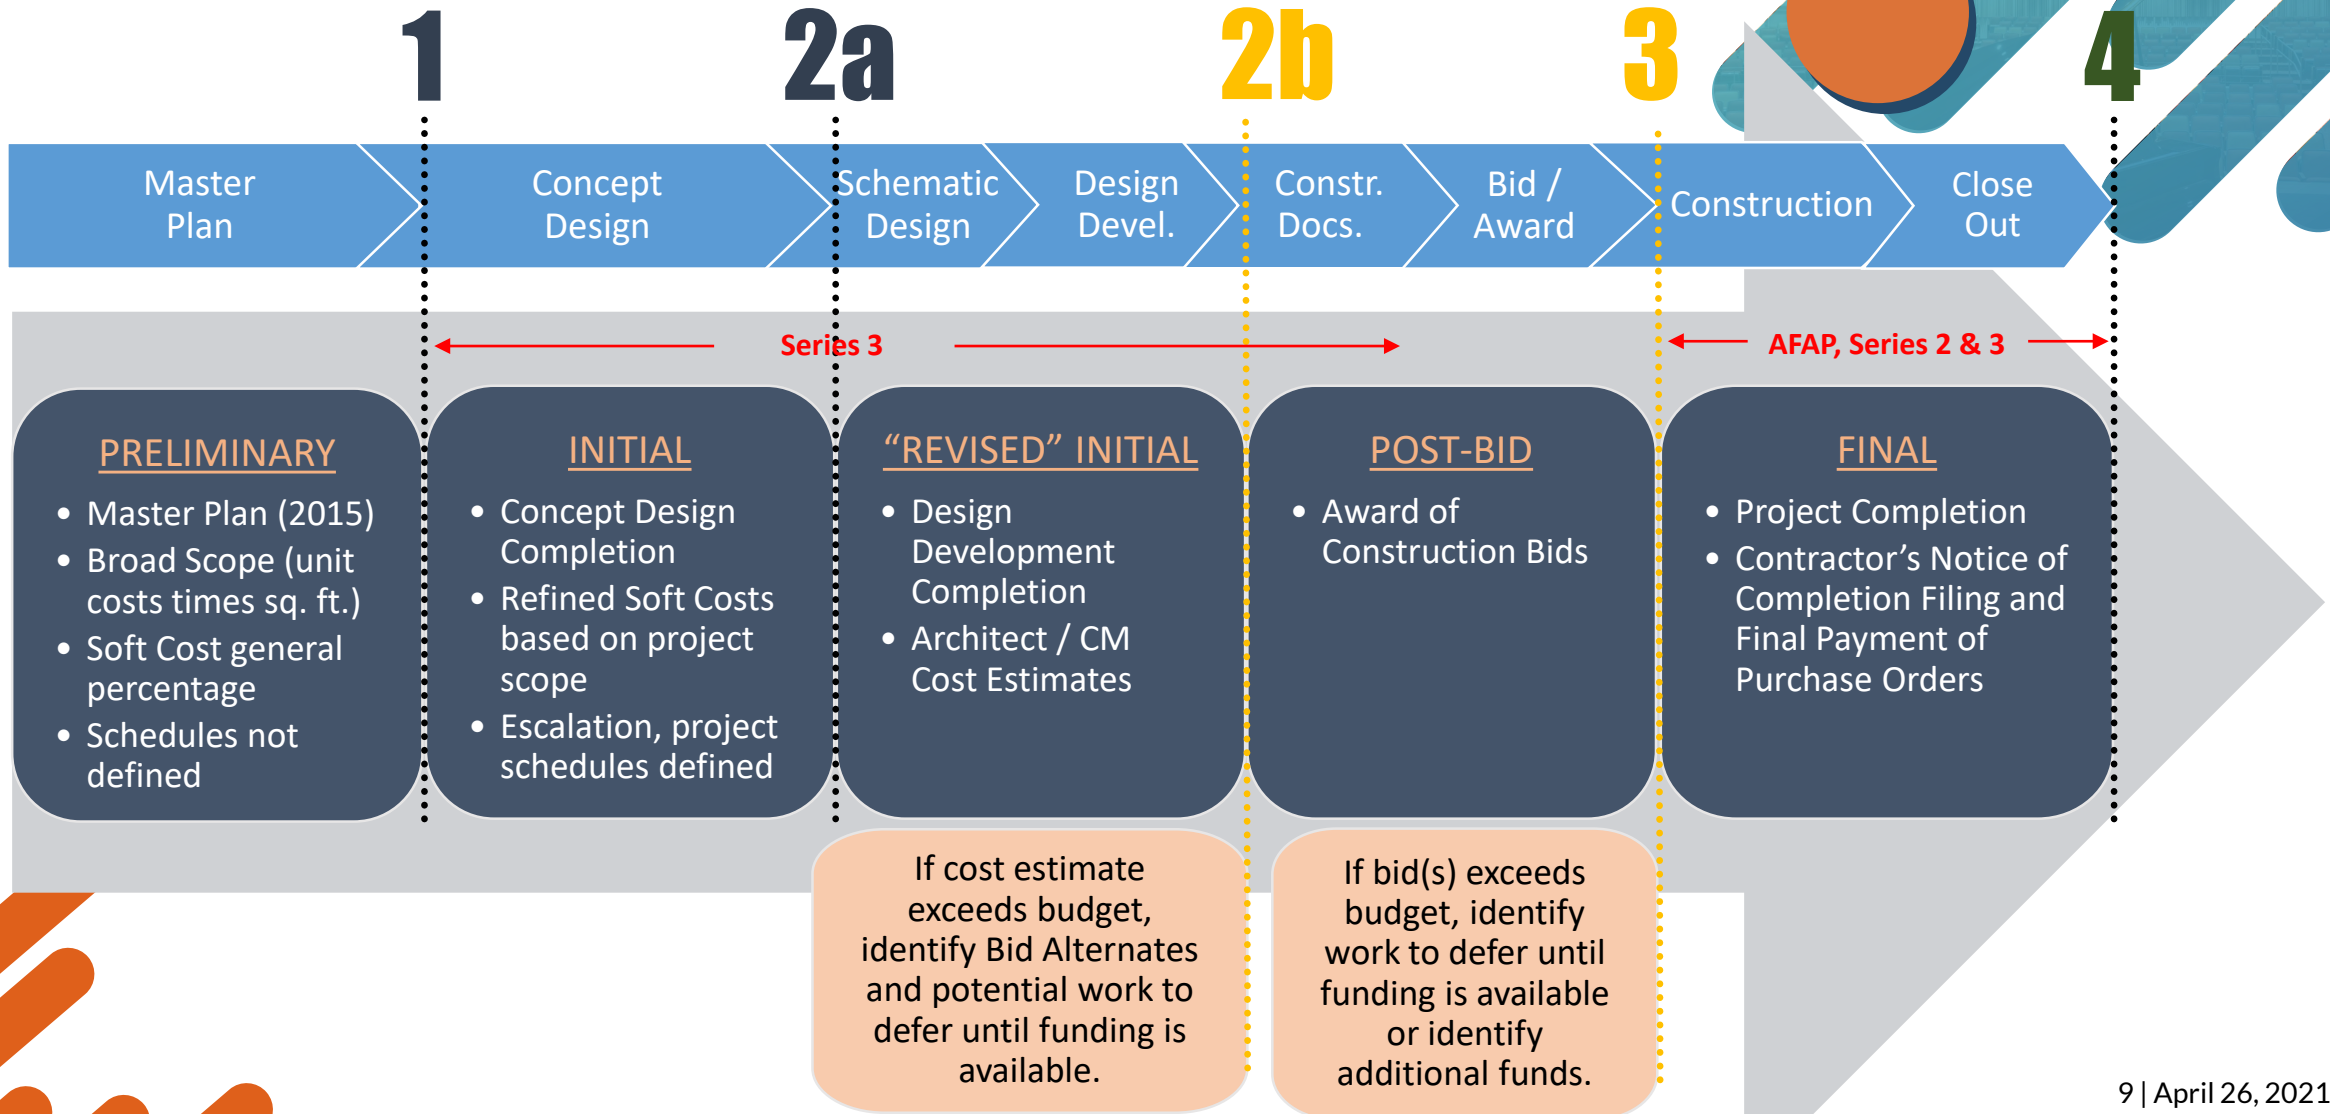 1
2a
2b
3
4
Master
Plan
Concept
Design
Schematic
Design
Design
Devel.
Constr.
Docs.
Bid /
Award
Construction
Close
Out
Series 3
AFAP, Series 2 & 3
PRELIMINARY
• Master Plan (2015)
• Broad Scope (unit
costs times sq. ft.)
• Soft Cost general
percentage
• Schedules not
defined
INITIAL
• Concept Design
Completion
• Refined Soft Costs
based on project
scope
• Escalation, project
schedules defined
“REVISED” INITIAL
• Design
Development
Completion
• Architect / CM
Cost Estimates
POST-BID
• Award of
Construction Bids
FINAL
• Project Completion
• Contractor’s Notice of
Completion Filing and
Final Payment of
Purchase Orders
If cost estimate
exceeds budget,
identify Bid Alternates
and potential work to
defer until funding is
available.
If bid(s) exceeds
budget, identify
work to defer until
funding is available
or identify
additional funds.
9 | April 26, 2021